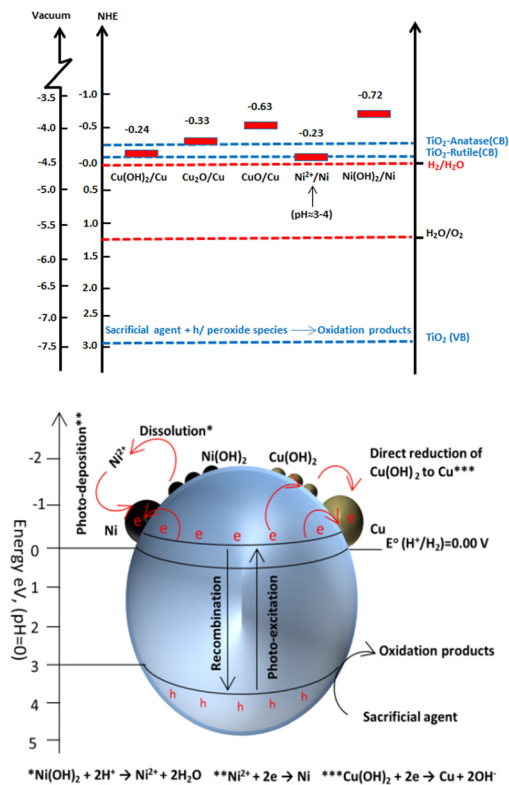 Vacuum
NHE
-3.5
-4.0
-4.5
-5.0
-5.5
-6.0
-6.5
-7.0
-7.5
-1.0
-0.5
-0.0
0.5
1.0
1.5
2.0
2.5
3.0
-0.24
-0.33
-0.63
-0.23
-0.72
Cu(OH)₂/Cu
Cu₂O/Cu
CuO/Cu
Ni²⁺/Ni
Ni(OH)₂/Ni
(pH≈3-4)
TiO₂-Anatase(CB)
TiO₂-Rutile(CB)
H₂/H₂O
H₂O/O₂
Sacrificial agent + h/ peroxide species ⟶ Oxidation products
TiO₂ (VB)
Photo-deposition**
Energy eV, (pH=0)
-2
-1
0
1
2
3
4
5
Dissolution*
Ni²⁺
Ni
Ni(OH)₂
Cu(OH)₂
Direct reduction of
Cu(OH)₂ to Cu***
Cu
E° (H⁺/H₂)=0.00 V
e e e e e e e e
Recombination
Photo-excitation
h h h h h
Oxidation products
Sacrificial agent
*Ni(OH)₂ + 2H⁺ → Ni²⁺ + 2H₂O **Ni²⁺ + 2e → Ni ***Cu(OH)₂ + 2e → Cu + 2OH⁻